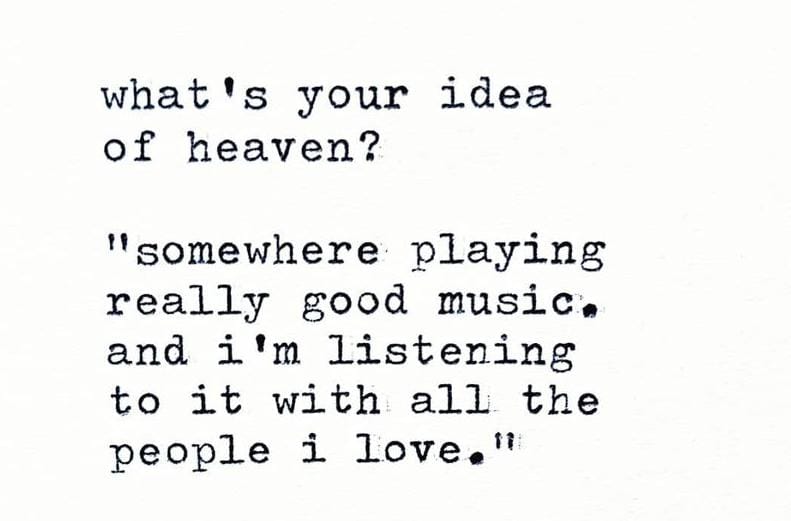 what's your idea
of heaven?
"somewhere playing
really good music.
and i'm listening
to it with all the
people i love."